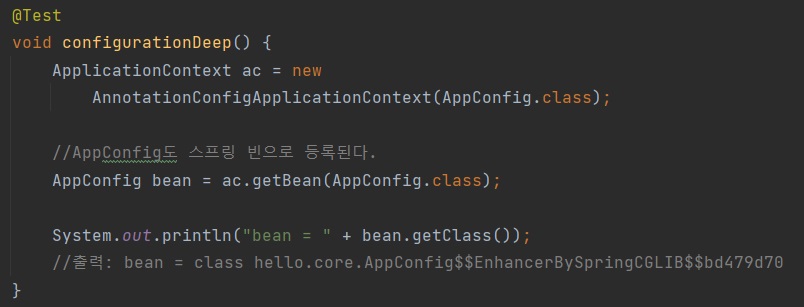 @Test
void configurationDeep() {
ApplicationContext ac = new
AnnotationConfigApplicationContext(AppConfig.class);
//AppConfig도 스프링 빈으로 등록된다.
AppConfig bean = ac.getBean(AppConfig.class);
System.out.println("bean = " + bean.getClass());
//출력: bean = class hello.core.AppConfig$$EnhancerBySpringCGLIB$$bd479d70
}